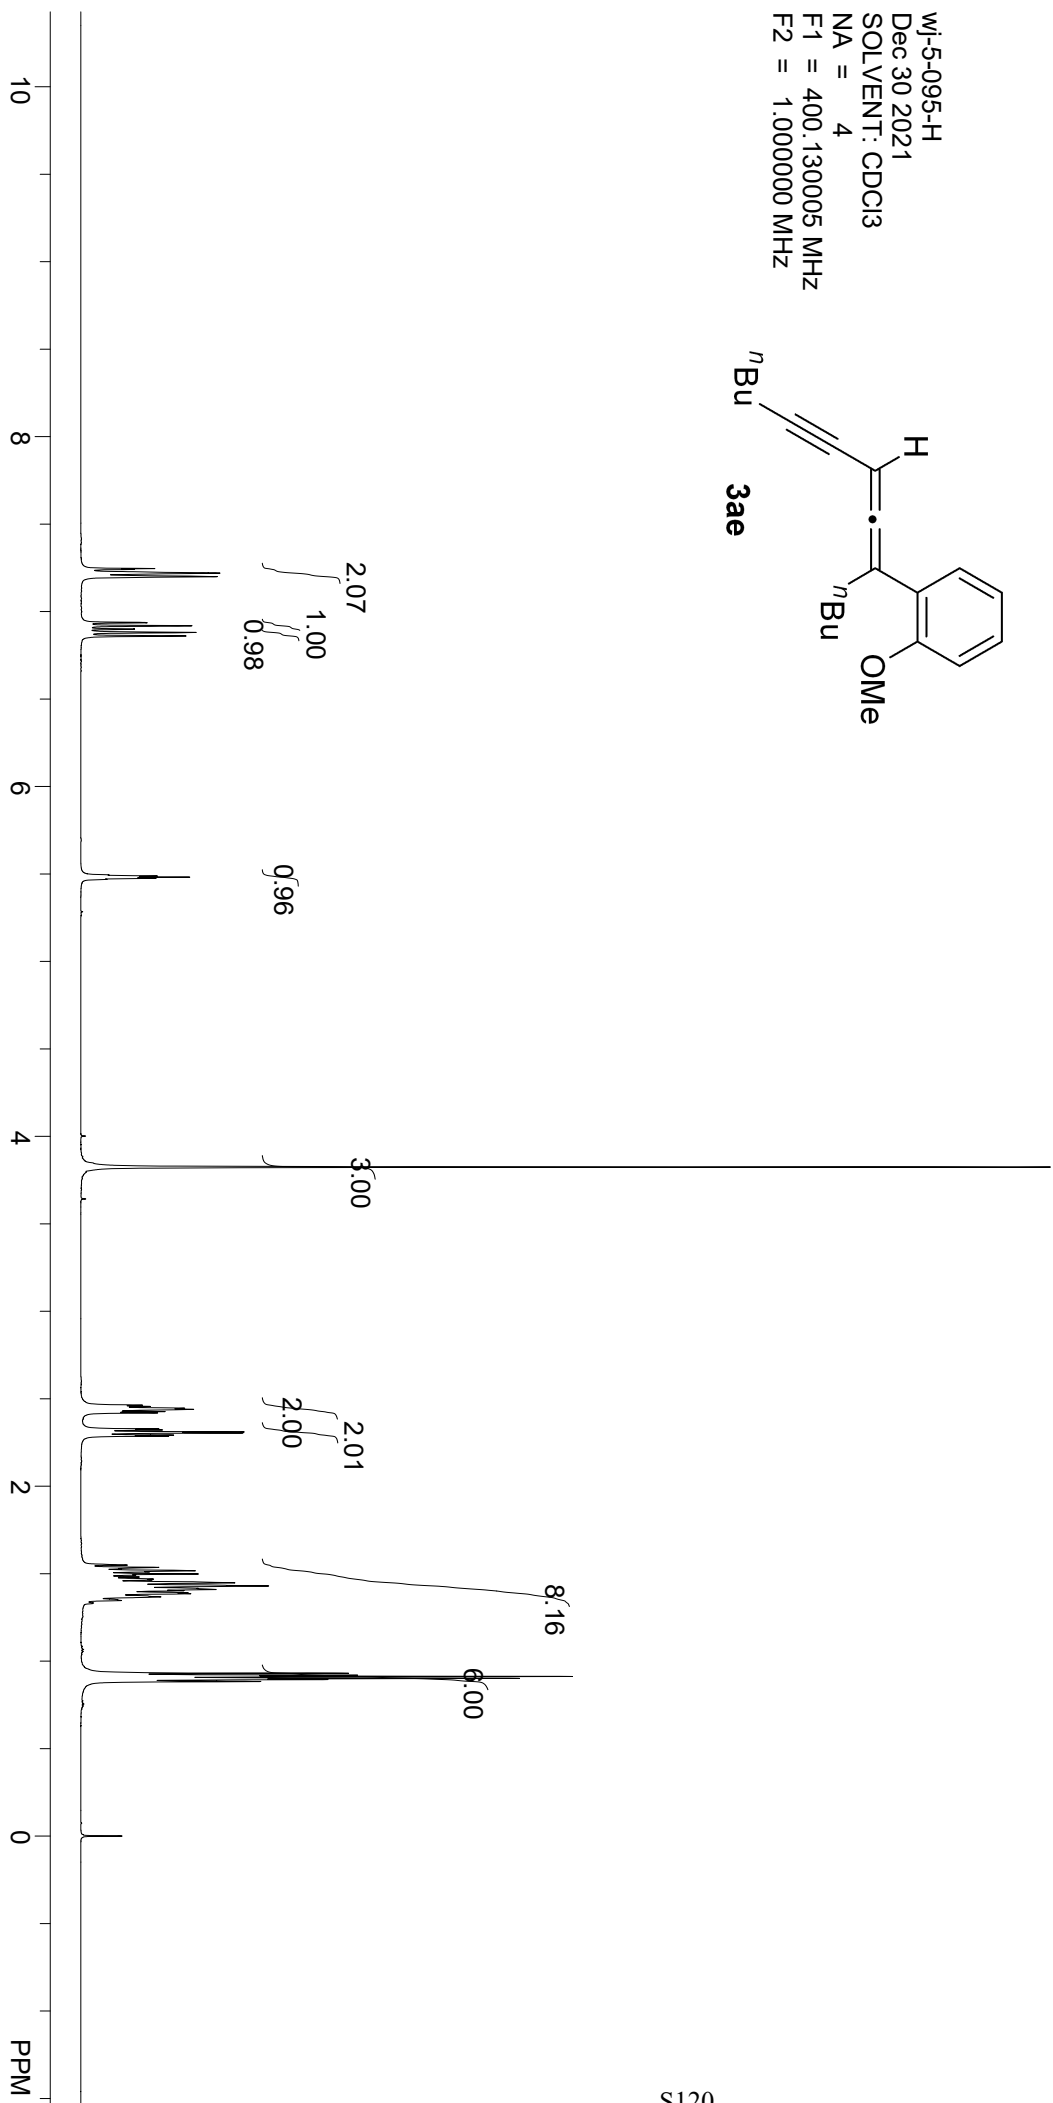 wj-5-095-H
Dec 30 2021
SOLVENT: CDCl3
NA = 4
F1 = 400.130005 MHz
F2 = 1.000000 MHz
H
nBu
nBu
OMe
3ae
2.07
1.00
0.98
0.96
3.00
2.00
2.01
8.16
6.00
10
8
6
4
2
0
PPM
S120